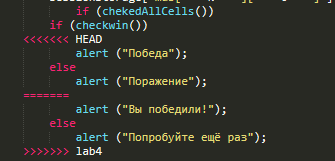 if (chekedAllCells())
if (checkwin())
<<<<<<< HEAD
alert ("Победа");
else
alert ("Поражение");
=======
alert ("Вы победили!");
else
alert ("Попробуйте ещё раз");
>>>>>>> lab4